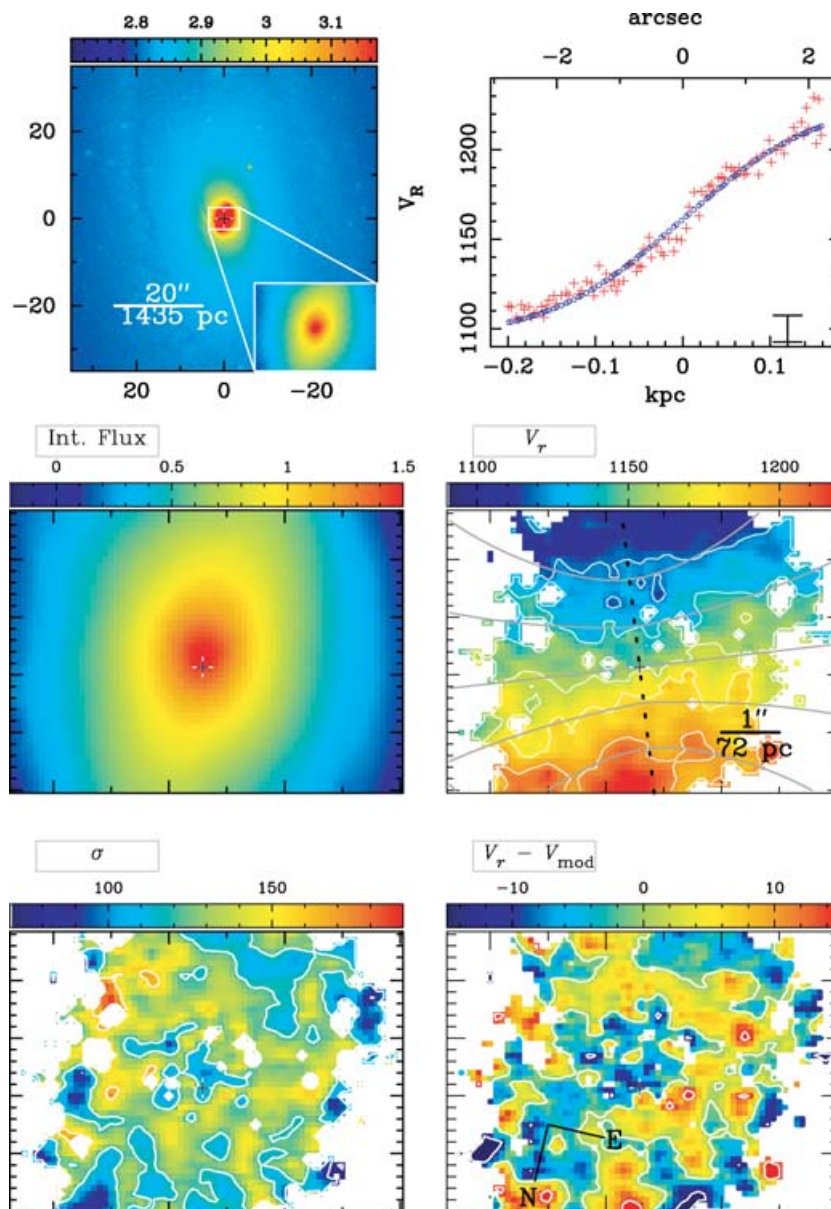 2.8 2.9 3 3.1
20
0
−20
20″
1435 pc
20 0 −20
arcsec
−2 0 2
V_R
1200
1150
1100
−0.2 −0.1 0 0.1
kpc
Int. Flux
0 0.5 1 1.5
V_r
1100 1150 1200
1″
72 pc
σ
100 150
V_r − V_mod
−10 0 10
E
N